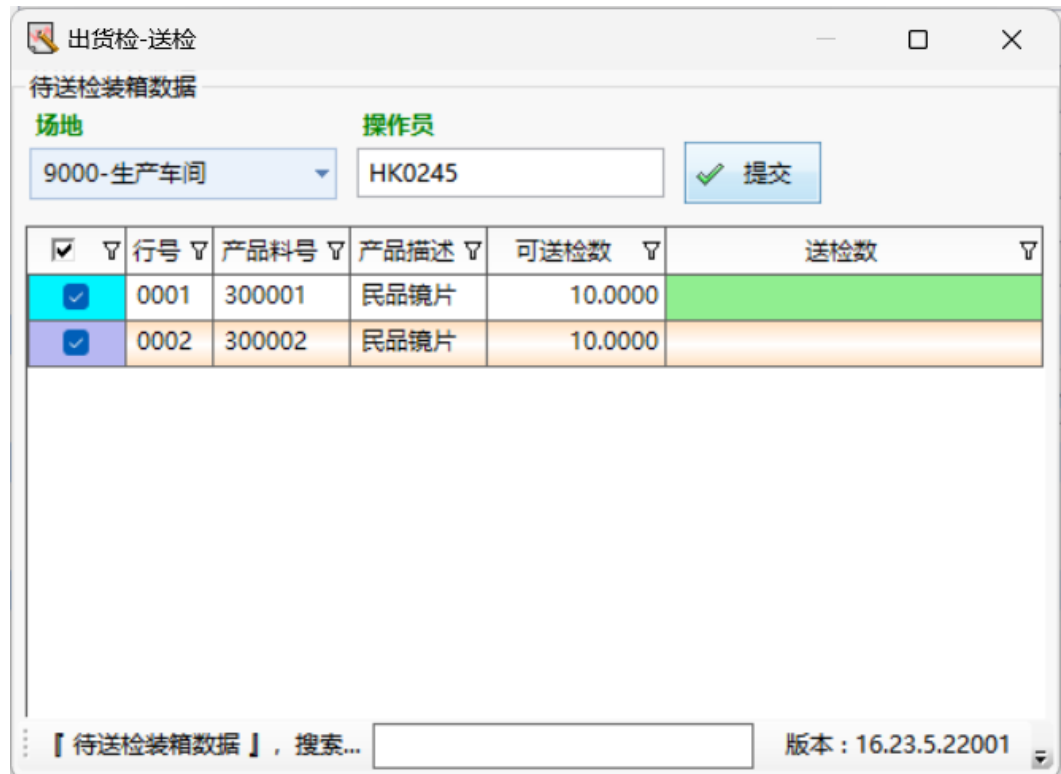 出货检-送检
待送检装箱数据
场地 操作员
9000-生产车间 HK0245 提交
行号 产品料号 产品描述 可送检数 送检数
0001 300001 民品镜片 10.0000
0002 300002 民品镜片 10.0000
『 待送检装箱数据 』, 搜索... 版本 : 16.23.5.22001